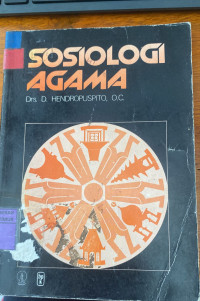 SOSIOLOGI
AGAMA
Drs. D. HENDROPUSPITO, O.C.